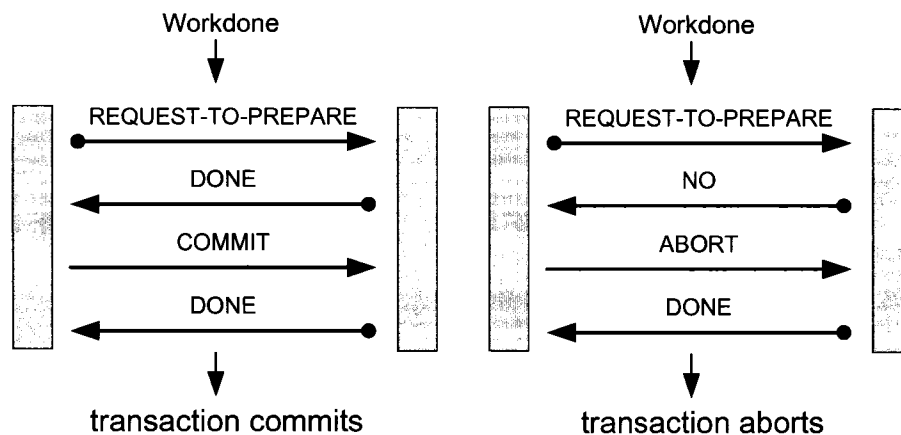 Workdone
REQUEST-TO-PREPARE
DONE
COMMIT
DONE
transaction commits
Workdone
REQUEST-TO-PREPARE
NO
ABORT
DONE
transaction aborts